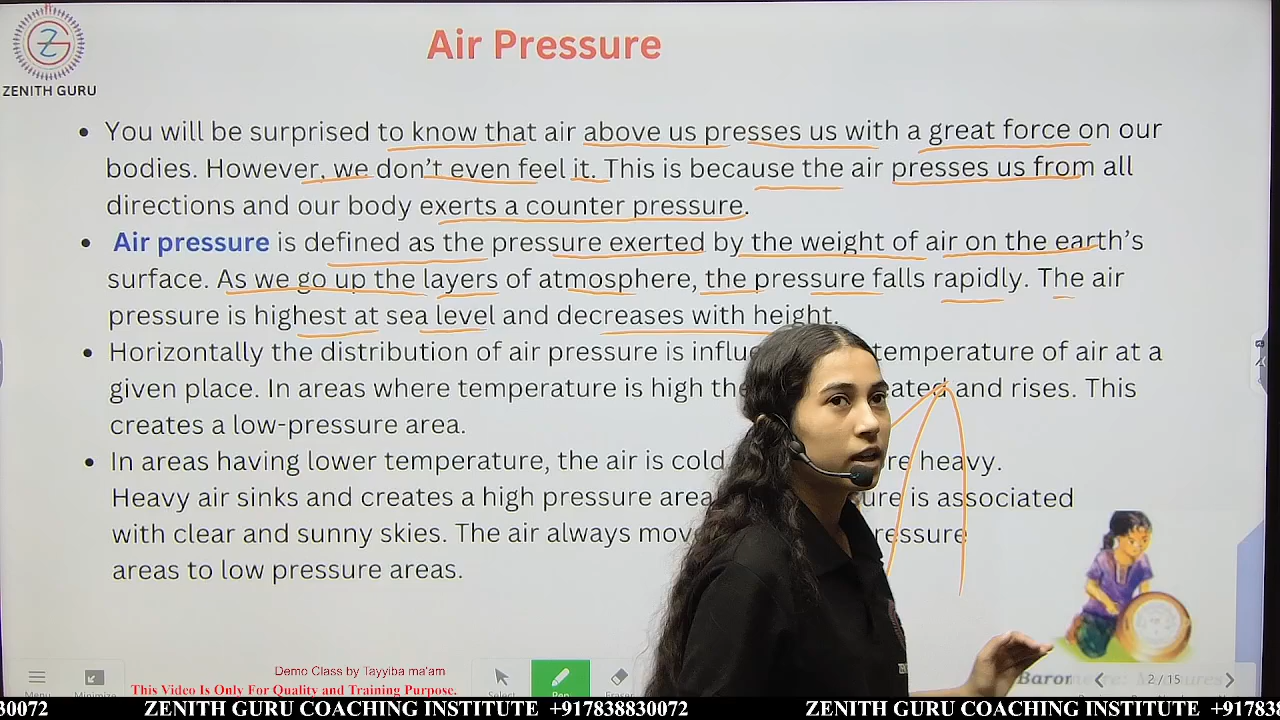 Air Pressure
ZENITH GURU
• You will be surprised to know that air above us presses us with a great force on our
bodies. However, we don't even feel it. This is because the air presses us from all
directions and our body exerts a counter pressure.
• Air pressure is defined as the pressure exerted by the weight of air on the earth's
surface. As we go up the layers of atmosphere, the pressure falls rapidly. The air
pressure is highest at sea level and decreases with height.
• Horizontally the distribution of air pressure is temperature of air at a
given place. In areas where temperature is high and rises. This
creates a low-pressure area.
• In areas having lower temperature, the air is cold heavy.
Heavy air sinks and creates a high pressure area is associated
with clear and sunny skies. The air always
areas to low pressure areas.
Menu
Minimize
Demo Class by Tayyiba ma'am
This Video Is Only For Quality and Training Purpose.
Select
Pen
Eraser
2 / 15
30072 ZENITH GURU COACHING INSTITUTE +917838830072 ZENITH GURU COACHING INSTITUTE +917838